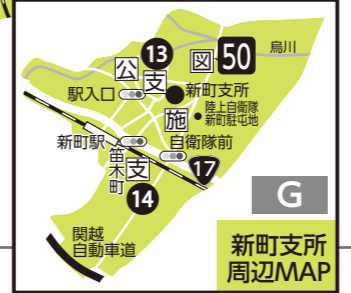 13
図
50
烏川
公
支
駅入口
新町支所
施
陸上自衛隊
新町駐屯地
新町駅
自衛隊前
笛木町
支
17
14
G
関越
自動車道
新町支所
周辺MAP